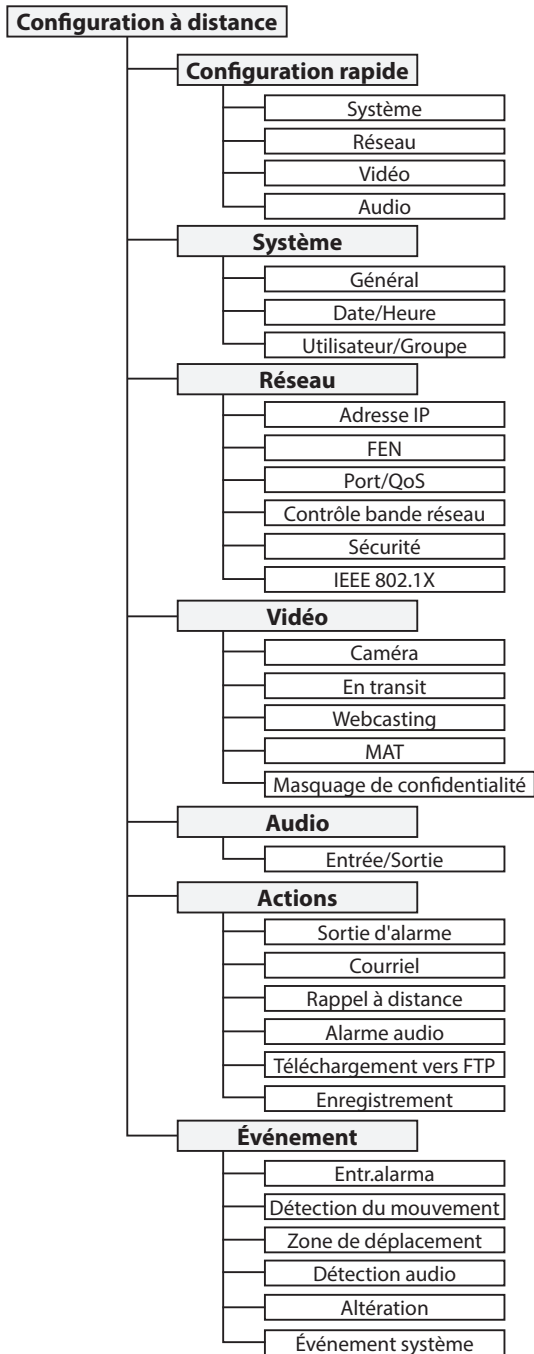 Configuration à distance
Configuration rapide
Système
Réseau
Vidéo
Audio
Système
Général
Date/Heure
Utilisateur/Groupe
Réseau
Adresse IP
FEN
Port/QoS
Contrôle bande réseau
Sécurité
IEEE 802.1X
Vidéo
Caméra
En transit
Webcasting
MAT
Masquage de confidentialité
Audio
Entrée/Sortie
Actions
Sortie d'alarme
Courriel
Rappel à distance
Alarme audio
Téléchargement vers FTP
Enregistrement
Événement
Entr.alarma
Détection du mouvement
Zone de déplacement
Détection audio
Altération
Événement système